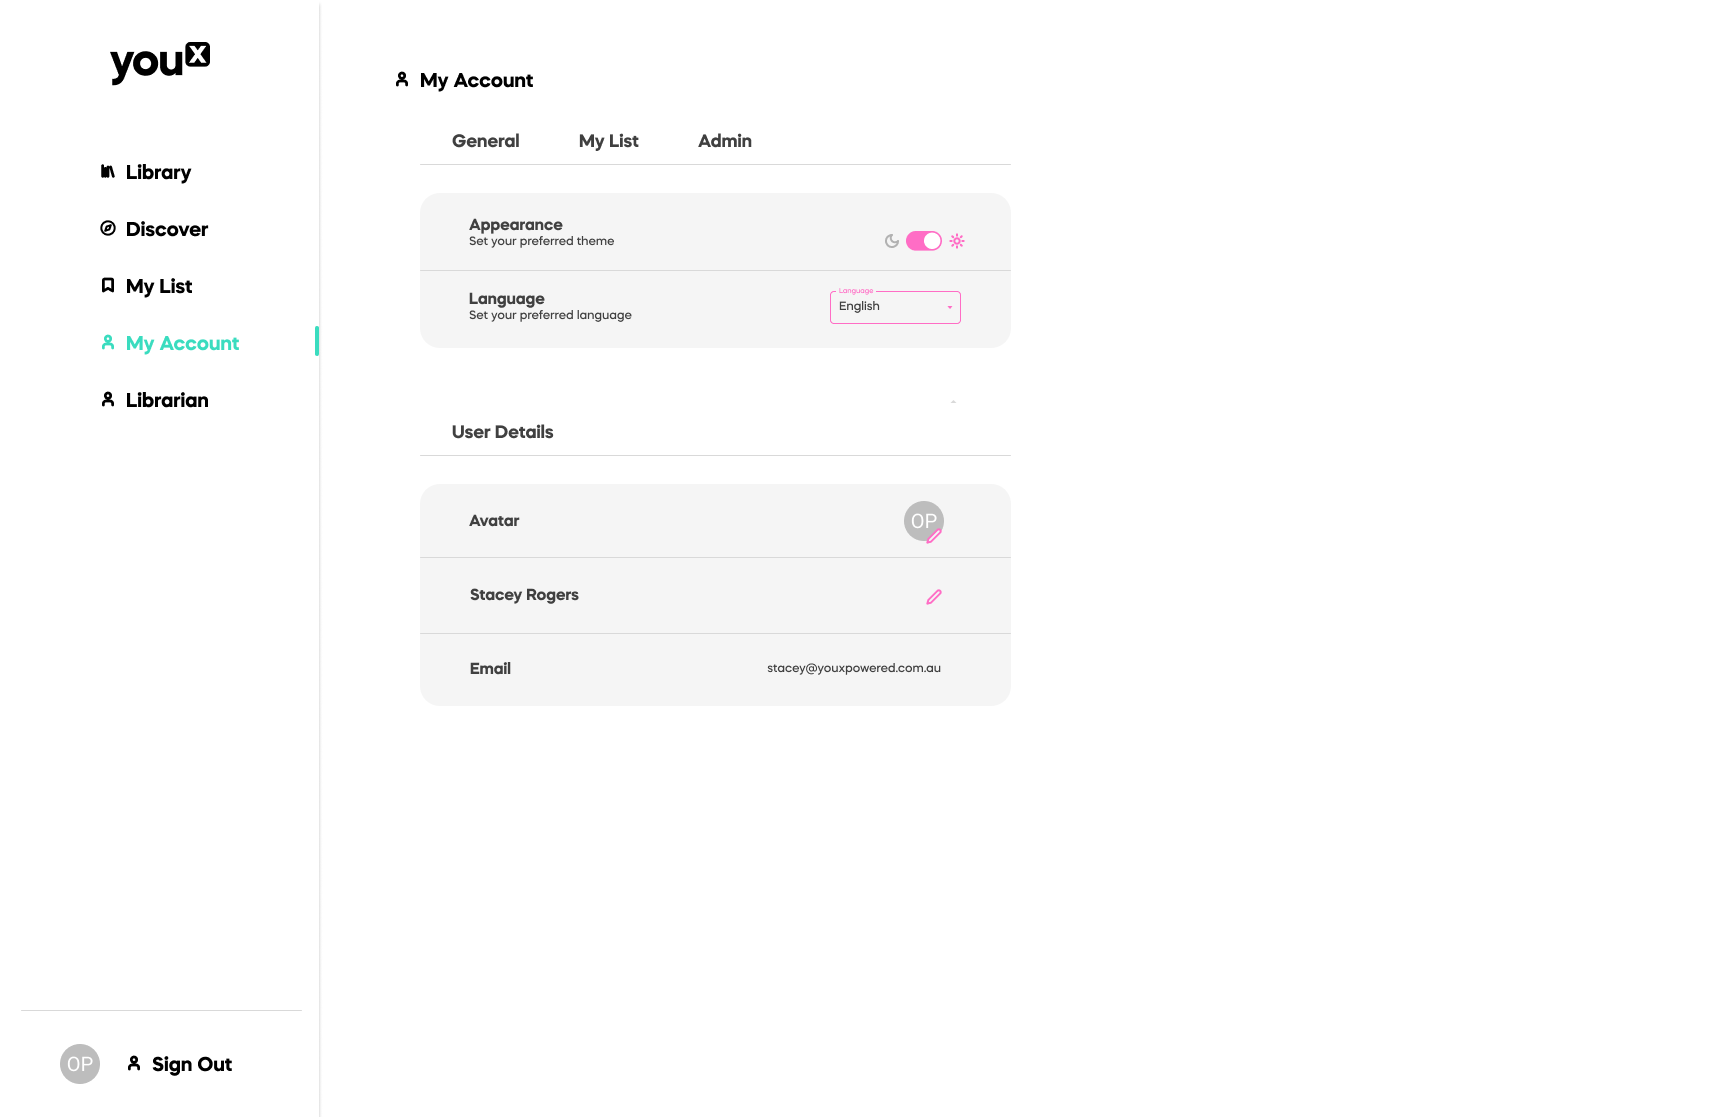 youX
Library
Discover
My List
My Account
Librarian
OP
Sign Out
My Account
General My List Admin
Appearance
Set your preferred theme
Language
Set your preferred language
Language
English
User Details
Avatar
OP
Stacey Rogers
Email
stacey@youxpowered.com.au